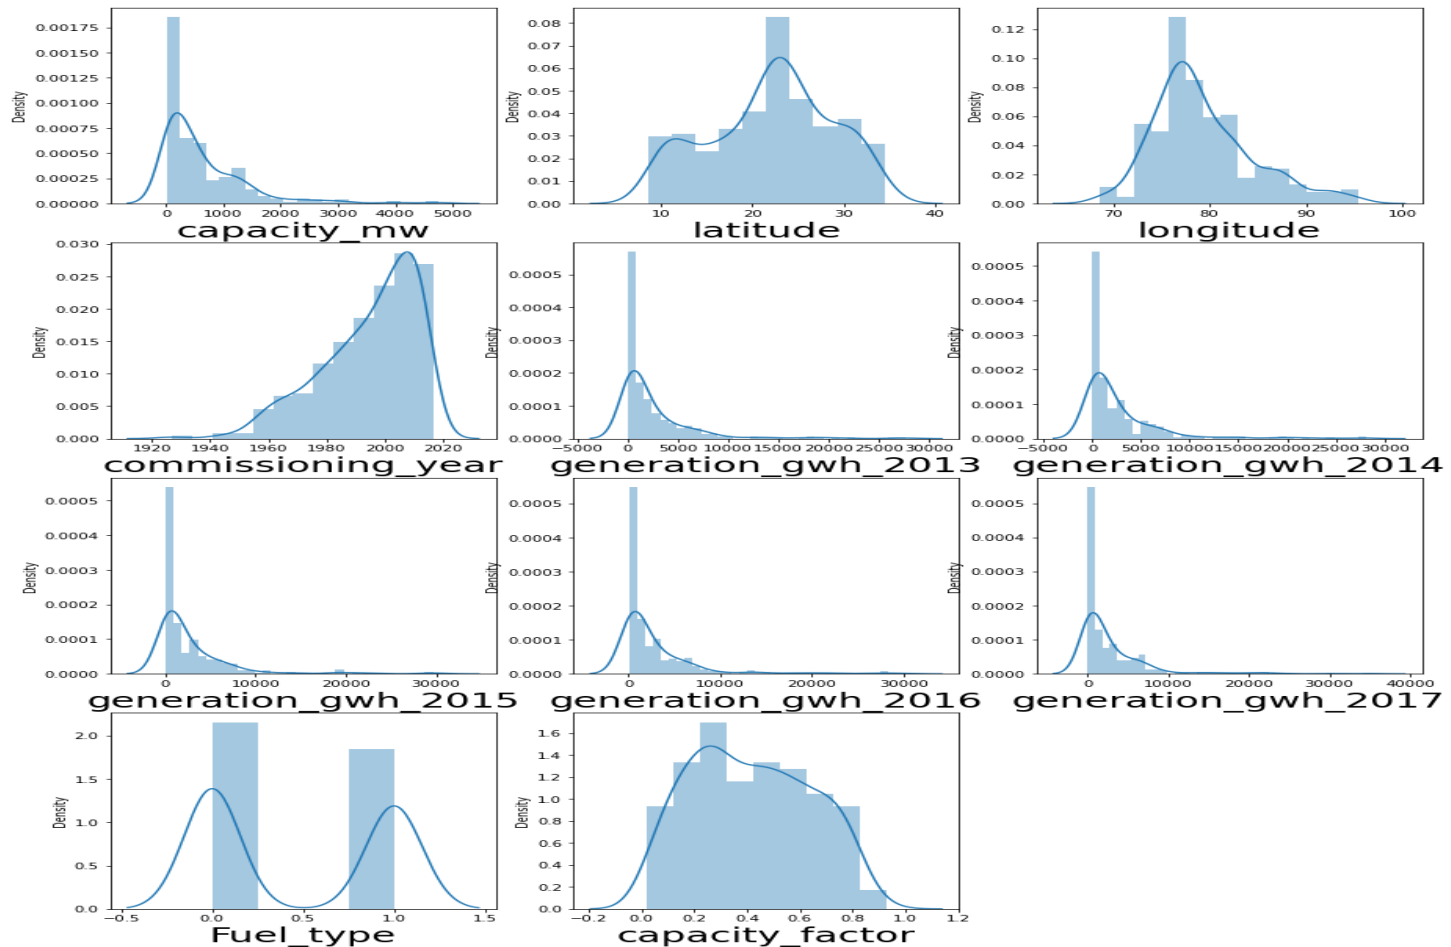 0.00175
0.00150
0.00125
0.00100
0.00075
0.00050
0.00025
0.00000
Density
0 1000 2000 3000 4000 5000
capacity_mw
0.08
0.07
0.06
0.05
0.04
0.03
0.02
0.01
0.00
Density
10 20 30 40
latitude
0.12
0.10
0.08
0.06
0.04
0.02
0.00
Density
70 80 90 100
longitude
0.030
0.025
0.020
0.015
0.010
0.005
0.000
Density
1920 1940 1960 1980 2000 2020
commissioning_year
0.0005
0.0004
0.0003
0.0002
0.0001
0.0000
Density
−5000 0 5000 10000 15000 20000 25000 30000
generation_gwh_2013
0.0005
0.0004
0.0003
0.0002
0.0001
0.0000
Density
−5000 0 5000 10000 15000 20000 25000 30000
generation_gwh_2014
0.0005
0.0004
0.0003
0.0002
0.0001
0.0000
Density
0 10000 20000 30000
generation_gwh_2015
0.0005
0.0004
0.0003
0.0002
0.0001
0.0000
Density
0 10000 20000 30000
generation_gwh_2016
0.0005
0.0004
0.0003
0.0002
0.0001
0.0000
Density
0 10000 20000 30000 40000
generation_gwh_2017
2.0
1.5
1.0
0.5
0.0
Density
−0.5 0.0 0.5 1.0 1.5
Fuel_type
1.6
1.4
1.2
1.0
0.8
0.6
0.4
0.2
0.0
Density
−0.2 0.0 0.2 0.4 0.6 0.8 1.0 1.2
capacity_factor